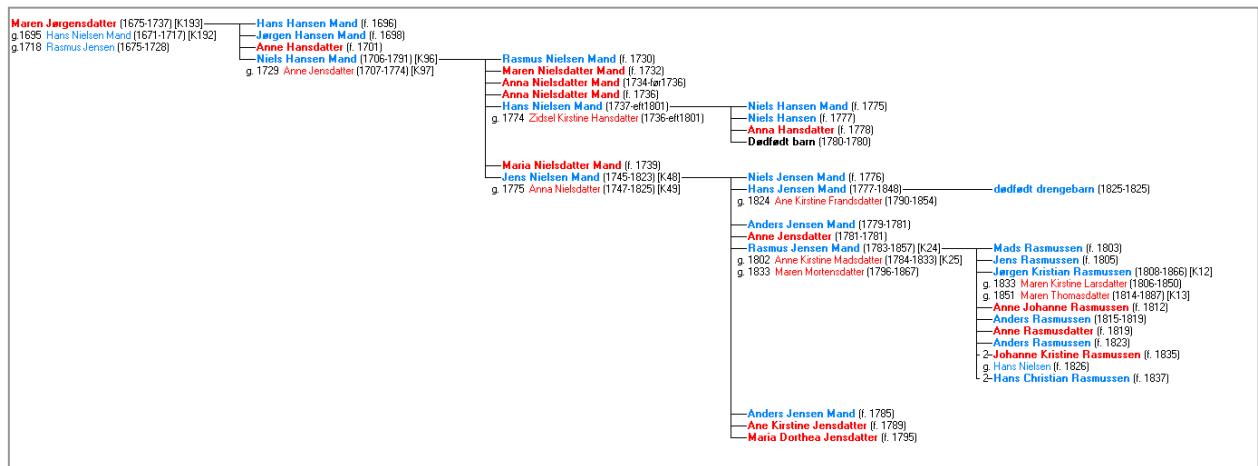 Maren Jørgensdatter (1675-1737) [K193]
g.1695 Hans Nielsen Mand (1671-1717) [K192]
g.1718 Rasmus Jensen (1675-1728)
Hans Hansen Mand (f. 1696)
Jørgen Hansen Mand (f. 1698)
Anne Hansdatter (f. 1701)
Niels Hansen Mand (1706-1791) [K96]
g. 1729 Anne Jensdatter (1707-1774) [K97]
Rasmus Nielsen Mand (f. 1730)
Maren Nielsdatter Mand (f. 1732)
Anna Nielsdatter Mand (1734-før1736)
Anna Nielsdatter Mand (f. 1736)
Hans Nielsen Mand (1737-eft1801)
g. 1774 Zidsel Kirstine Hansdatter (1736-eft1801)
Niels Hansen Mand (f. 1775)
Niels Hansen (f. 1777)
Anna Hansdatter (f. 1778)
Dødfødt barn (1780-1780)
Maria Nielsdatter Mand (f. 1739)
Jens Nielsen Mand (1745-1823) [K48]
g. 1775 Anna Nielsdatter (1747-1825) [K49]
Niels Jensen Mand (f. 1776)
Hans Jensen Mand (1777-1848)
g. 1824 Ane Kirstine Frandsdatter (1790-1854)
dødfødt drengebarn (1825-1825)
Anders Jensen Mand (1779-1781)
Anne Jensdatter (1781-1781)
Rasmus Jensen Mand (1783-1857) [K24]
g. 1802 Anne Kirstine Madsdatter (1784-1833) [K25]
g. 1833 Maren Mortensdatter (1796-1867)
Mads Rasmussen (f. 1803)
Jens Rasmussen (f. 1805)
Jørgen Kristian Rasmussen (1808-1866) [K12]
g. 1833 Maren Kirstine Larsdatter (1806-1850)
g. 1851 Maren Thomasdatter (1814-1887) [K13]
Anne Johanne Rasmussen (f. 1812)
Anders Rasmussen (1815-1819)
Anne Rasmusdatter (f. 1819)
Anders Rasmussen (f. 1823)
2 Johanne Kristine Rasmussen (f. 1835)
g. Hans Nielsen (f. 1826)
2 Hans Christian Rasmussen (f. 1837)
Anders Jensen Mand (f. 1785)
Ane Kirstine Jensdatter (f. 1789)
Maria Dorthea Jensdatter (f. 1795)